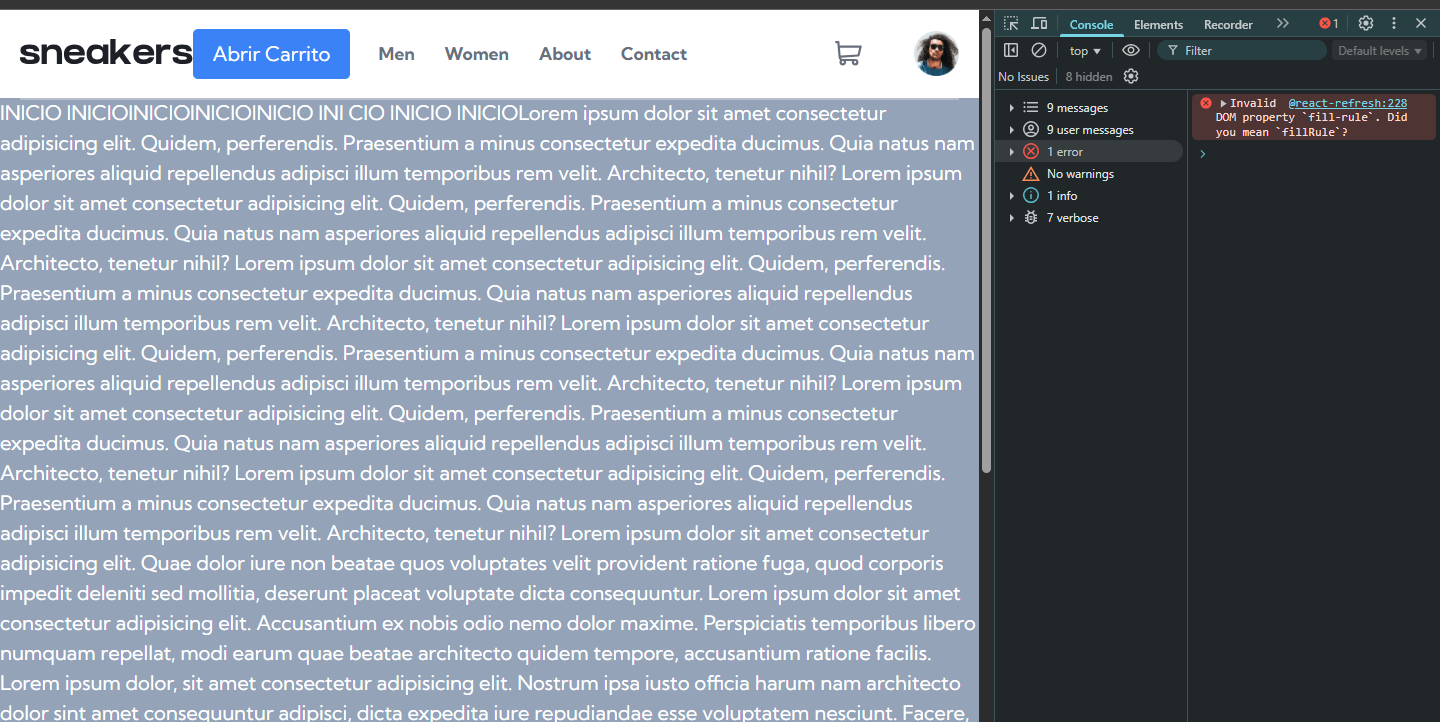 sneakers Abrir Carrito Men Women About Contact
INICIO INICIOINICIOINICIOINICIO INI CIO INICIO INICIOLorem ipsum dolor sit amet consectetur
adipisicing elit. Quidem, perferendis. Praesentium a minus consectetur expedita ducimus. Quia natus nam
asperiores aliquid repellendus adipisci illum temporibus rem velit. Architecto, tenetur nihil? Lorem ipsum
dolor sit amet consectetur adipisicing elit. Quidem, perferendis. Praesentium a minus consectetur
expedita ducimus. Quia natus nam asperiores aliquid repellendus adipisci illum temporibus rem velit.
Architecto, tenetur nihil? Lorem ipsum dolor sit amet consectetur adipisicing elit. Quidem, perferendis.
Praesentium a minus consectetur expedita ducimus. Quia natus nam asperiores aliquid repellendus
adipisci illum temporibus rem velit. Architecto, tenetur nihil? Lorem ipsum dolor sit amet consectetur
adipisicing elit. Quidem, perferendis. Praesentium a minus consectetur expedita ducimus. Quia natus nam
asperiores aliquid repellendus adipisci illum temporibus rem velit. Architecto, tenetur nihil? Lorem ipsum
dolor sit amet consectetur adipisicing elit. Quidem, perferendis. Praesentium a minus consectetur
expedita ducimus. Quia natus nam asperiores aliquid repellendus adipisci illum temporibus rem velit.
Architecto, tenetur nihil? Lorem ipsum dolor sit amet consectetur adipisicing elit. Quidem, perferendis.
Praesentium a minus consectetur expedita ducimus. Quia natus nam asperiores aliquid repellendus
adipisci illum temporibus rem velit. Architecto, tenetur nihil? Lorem ipsum dolor sit amet consectetur
adipisicing elit. Quae dolor iure non beatae quos voluptates velit provident ratione fuga, quod corporis
impedit deleniti sed mollitia, deserunt placeat voluptate dicta consequuntur. Lorem ipsum dolor sit amet
consectetur adipisicing elit. Accusantium ex nobis odio nemo dolor maxime. Perspiciatis temporibus libero
numquam repellat, modi earum quae beatae architecto quidem tempore, accusantium ratione facilis.
Lorem ipsum dolor, sit amet consectetur adipisicing elit. Nostrum ipsa iusto officia harum nam architecto
dolor sint amet consequuntur adipisci, dicta expedita iure repudiandae esse voluptatem nesciunt. Facere,
Console Elements Recorder 1
top Filter Default levels
No Issues 8 hidden
9 messages
9 user messages
1 error
No warnings
1 info
7 verbose
Invalid @react-refresh:228
DOM property `fill-rule`. Did
you mean `fillRule`?